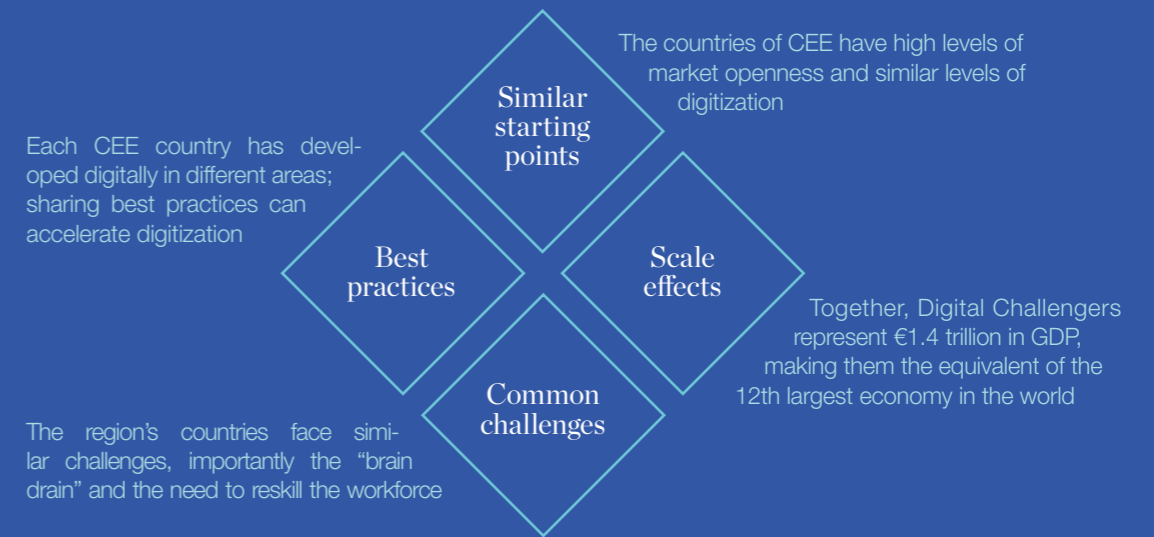 Similar
starting
points
The countries of CEE have high levels of
market openness and similar levels of
digitization
Each CEE country has devel-
oped digitally in different areas;
sharing best practices can
accelerate digitization
Best
practices
Scale
effects
Together, Digital Challengers
represent €1.4 trillion in GDP,
making them the equivalent of the
12th largest economy in the world
Common
challenges
The region’s countries face simi-
lar challenges, importantly the “brain
drain” and the need to reskill the workforce